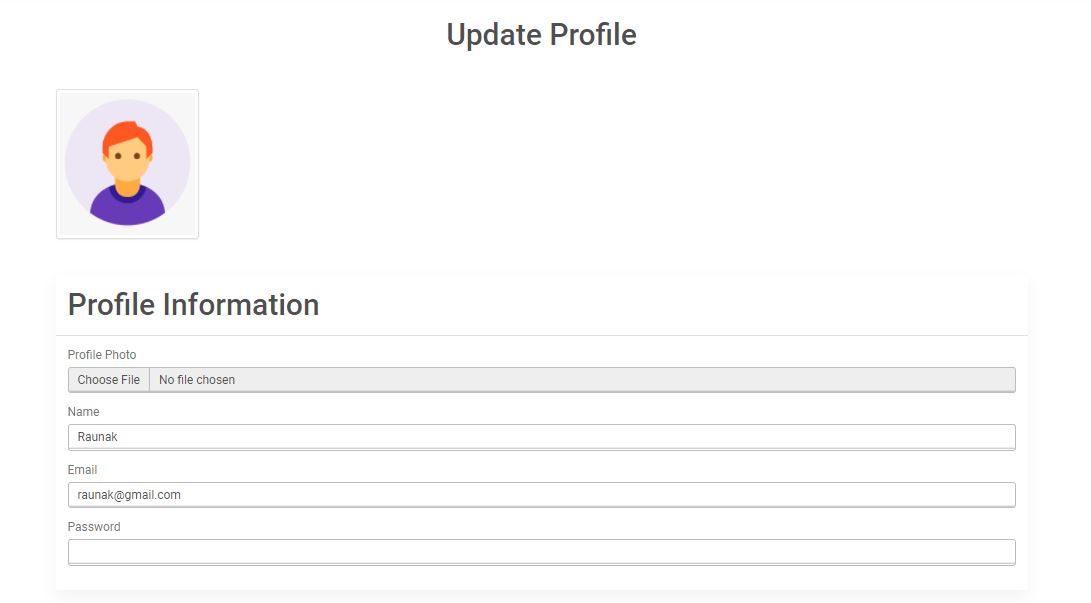 Update Profile
Profile Information
Profile Photo
Choose File No file chosen
Name
Raunak
Email
raunak@gmail.com
Password